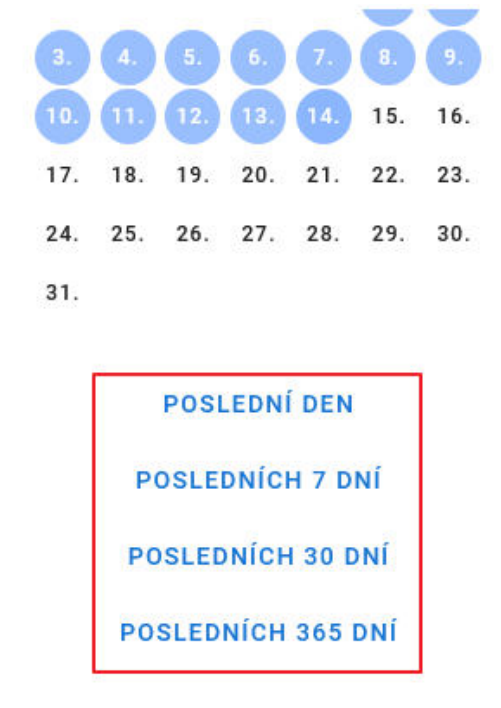 3. 4. 5. 6. 7. 8. 9.
10. 11. 12. 13. 14. 15. 16.
17. 18. 19. 20. 21. 22. 23.
24. 25. 26. 27. 28. 29. 30.
31.
POSLEDNÍ DEN
POSLEDNÍCH 7 DNÍ
POSLEDNÍCH 30 DNÍ
POSLEDNÍCH 365 DNÍ